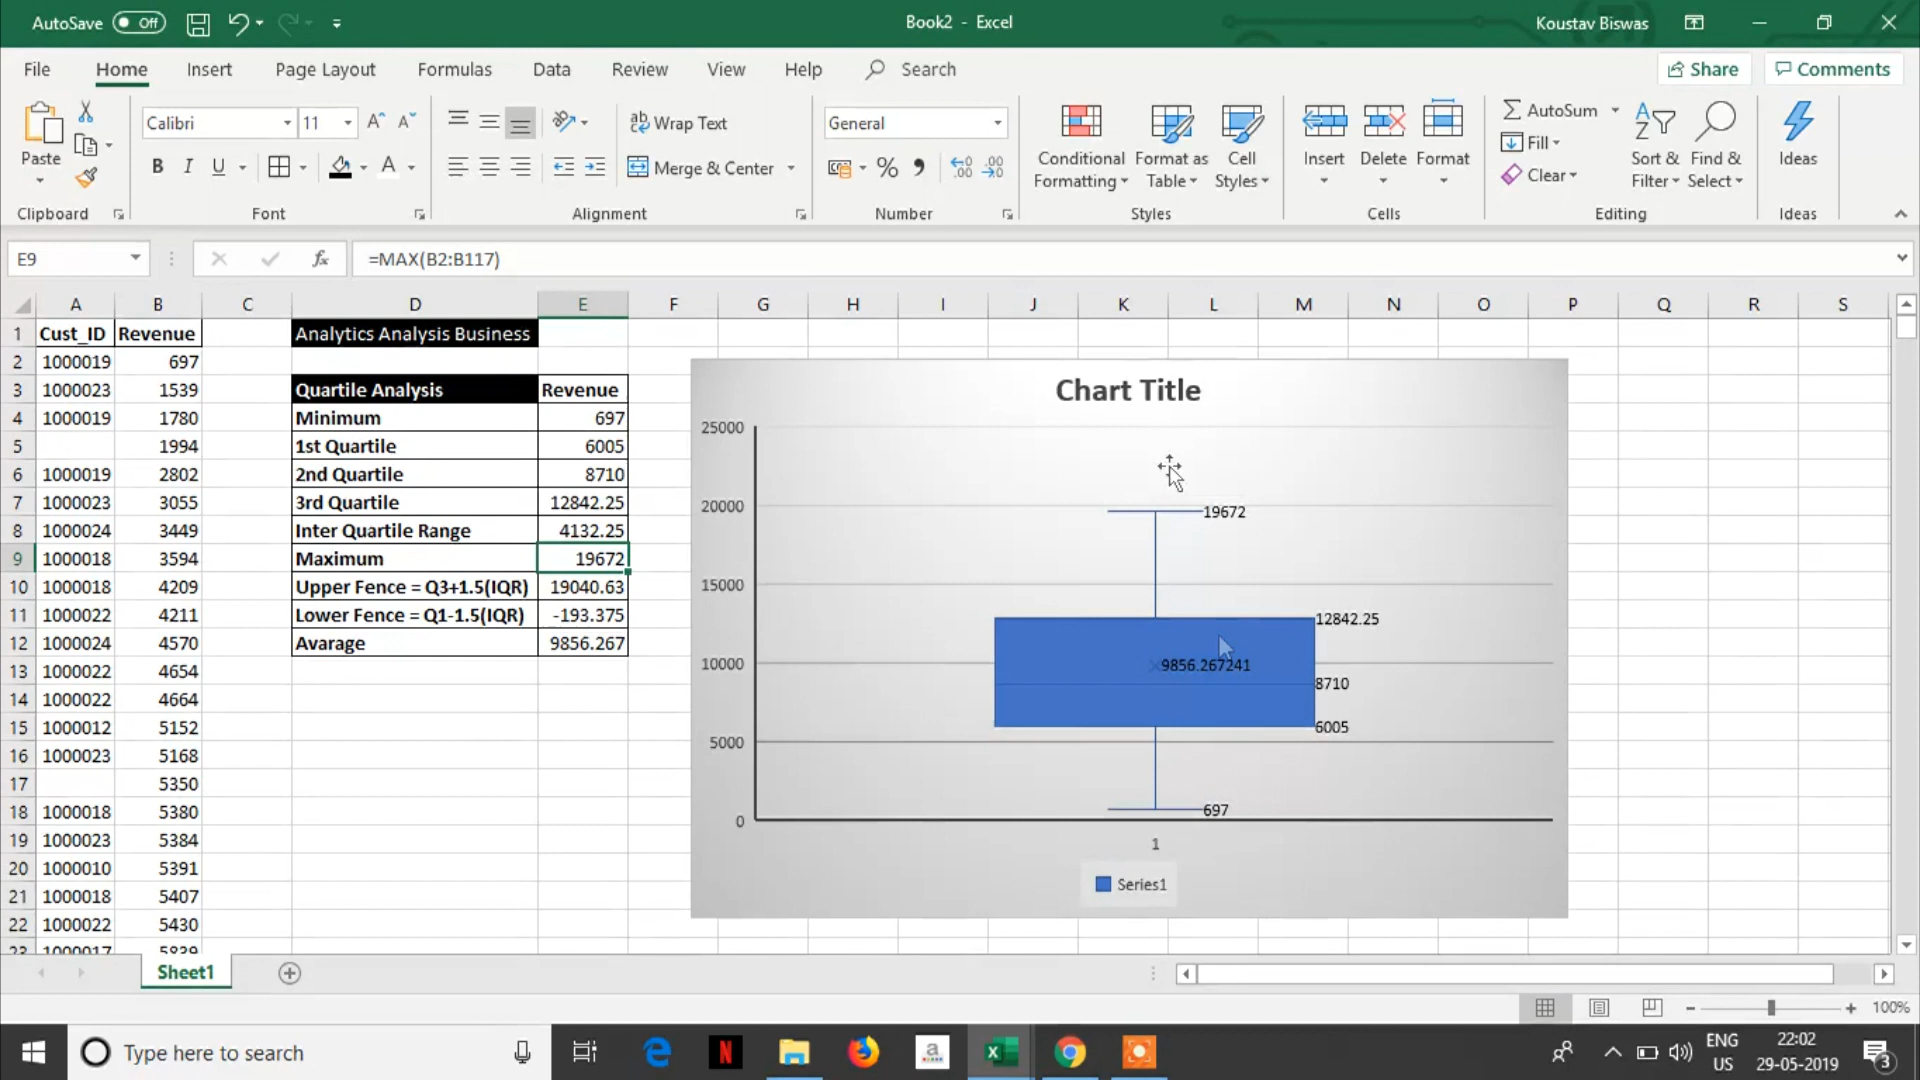 AutoSave Off
Book2 - Excel
Koustav Biswas
File Home Insert Page Layout Formulas Data Review View Help Search
Share Comments
Paste
Clipboard
Calibri 11
B I U A
Font
Wrap Text
Merge & Center
Alignment
General
Number
Conditional Formatting
Format as Table
Cell Styles
Styles
Insert Delete Format
Cells
AutoSum
Fill
Clear
Sort & Filter
Find & Select
Editing
Ideas
Ideas
E9 fx =MAX(B2:B117)
A B C D E F G H I J K L M N O P Q R S
1 Cust_ID Revenue Analytics Analysis Business
2 1000019 697
3 1000023 1539 Quartile Analysis Revenue
4 1000019 1780 Minimum 697
5 1994 1st Quartile 6005
6 1000019 2802 2nd Quartile 8710
7 1000023 3055 3rd Quartile 12842.25
8 1000024 3449 Inter Quartile Range 4132.25
9 1000018 3594 Maximum 19672
10 1000018 4209 Upper Fence = Q3+1.5(IQR) 19040.63
11 1000022 4211 Lower Fence = Q1-1.5(IQR) -193.375
12 1000024 4570 Avarage 9856.267
13 1000022 4654
14 1000022 4664
15 1000012 5152
16 1000023 5168
17 5350
18 1000018 5380
19 1000023 5384
20 1000010 5391
21 1000018 5407
22 1000022 5430
23 1000017 5839
Chart Title
25000
20000
15000
10000
5000
0
19672
12842.25
9856.267241
8710
6005
697
1
Series1
Sheet1
100%
Type here to search
ENG US
22:02
29-05-2019
3